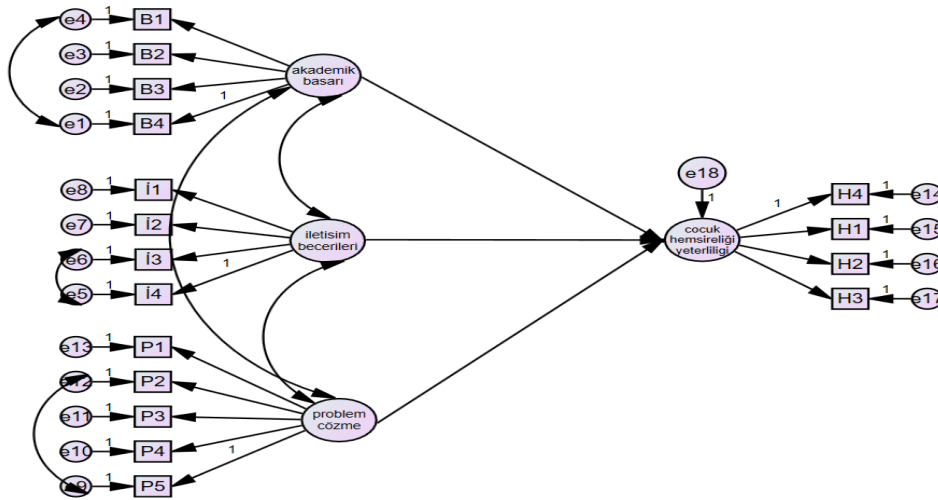 e4 1 B1
e3 1 B2
e2 1 B3
e1 1 B4
1
akademik
basarı
e8 1 İ1
e7 1 İ2
e6 1 İ3
e5 1 İ4
1
iletisim
becerileri
e13 1 P1
e12 1 P2
e11 1 P3
e10 1 P4
e9 1 P5
1
problem
cözme
e18
1
cocuk
hemsireliği
yeterliligi
1
H4 1 e14
H1 1 e15
H2 1 e16
H3 1 e17